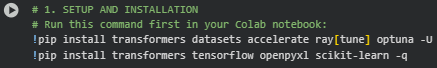 # 1. SETUP AND INSTALLATION
# Run this command first in your Colab notebook:
!pip install transformers datasets accelerate ray[tune] optuna -U
!pip install transformers tensorflow openpyxl scikit-learn -q